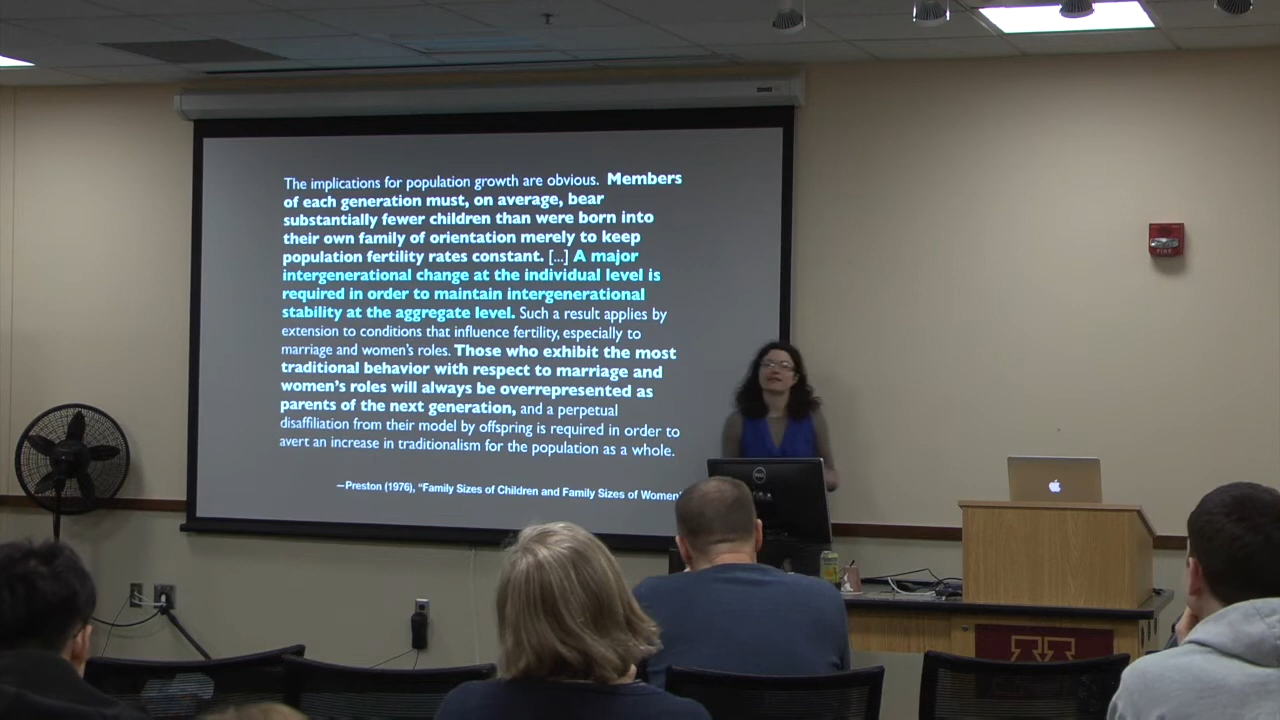 The implications for population growth are obvious. Members
of each generation must, on average, bear
substantially fewer children than were born into
their own family of orientation merely to keep
population fertility rates constant. [...] A major
intergenerational change at the individual level is
required in order to maintain intergenerational
stability at the aggregate level. Such a result applies by
extension to conditions that influence fertility, especially to
marriage and women's roles. Those who exhibit the most
traditional behavior with respect to marriage and
women's roles will always be overrepresented as
parents of the next generation, and a perpetual
disaffiliation from their model by offspring is required in order to
avert an increase in traditionalism for the population as a whole.
—Preston (1976), "Family Sizes of Children and Family Sizes of Women"
FIRE
DELL
M